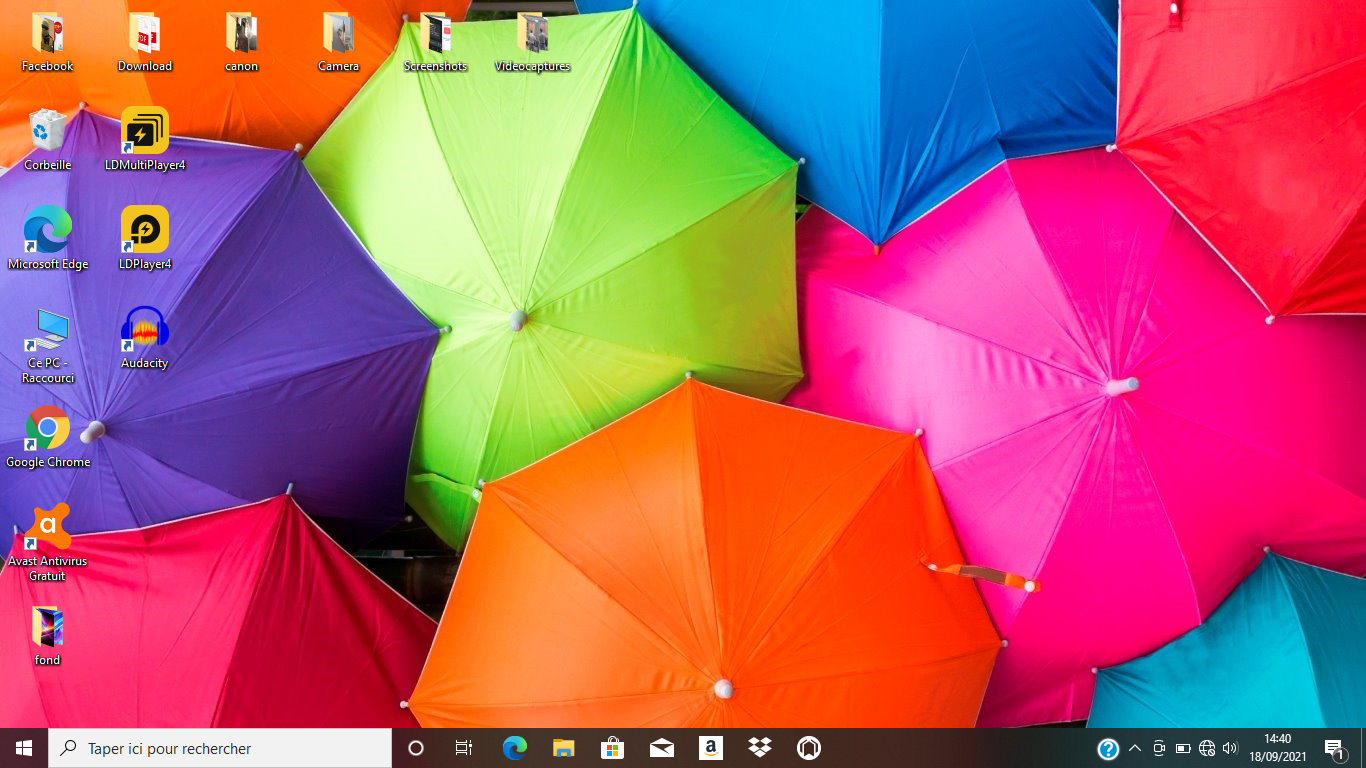 Facebook
Download
canon
Camera
Screenshots
Videocaptures
Corbeille
LDMultiPlayer4
Microsoft Edge
LDPlayer4
Ce PC -
Raccourci
Audacity
Google Chrome
Avast Antivirus
Gratuit
fond
Taper ici pour rechercher
14:40
18/09/2021
1